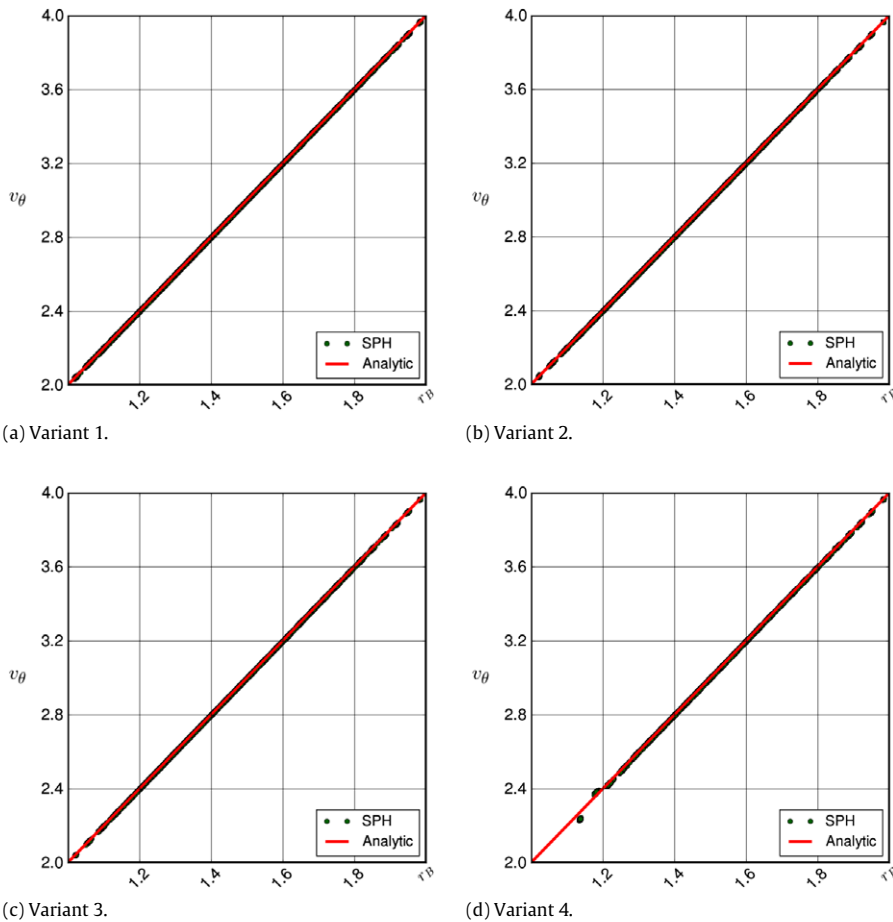 4.0
3.6
3.2
v_θ
2.8
2.4
2.0
SPH
Analytic
1.2 1.4 1.6 1.8 r_B
(a) Variant 1.
4.0
3.6
3.2
v_θ
2.8
2.4
2.0
SPH
Analytic
1.2 1.4 1.6 1.8 r_B
(b) Variant 2.
4.0
3.6
3.2
v_θ
2.8
2.4
2.0
SPH
Analytic
1.2 1.4 1.6 1.8 r_B
(c) Variant 3.
4.0
3.6
3.2
v_θ
2.8
2.4
2.0
SPH
Analytic
1.2 1.4 1.6 1.8 r_B
(d) Variant 4.